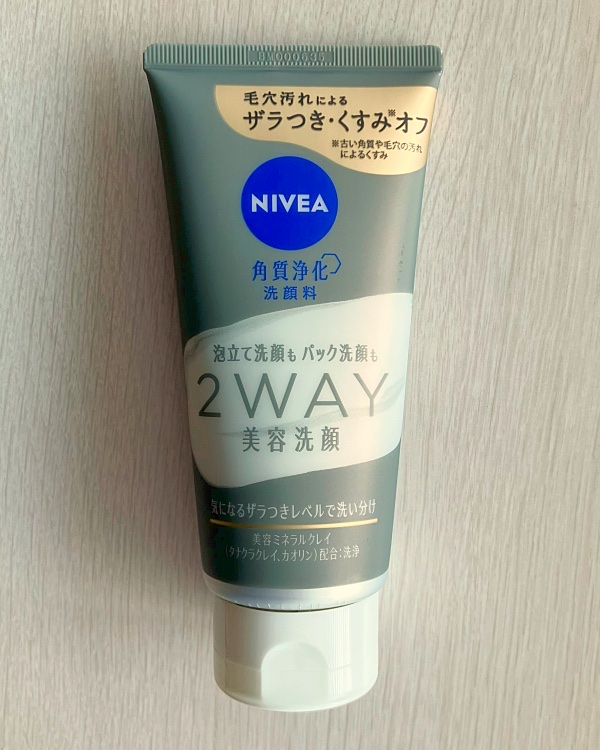 毛穴汚れによる
ザラつき・くすみ※オフ
※古い角質や毛穴の汚れ
によるくすみ
NIVEA
角質浄化
洗顔料
泡立て洗顔も パック洗顔も
2WAY
美容洗顔
気になるザラつきレベルで洗い分け
美容ミネラルクレイ
(タナクラクレイ、カオリン)配合:洗浄